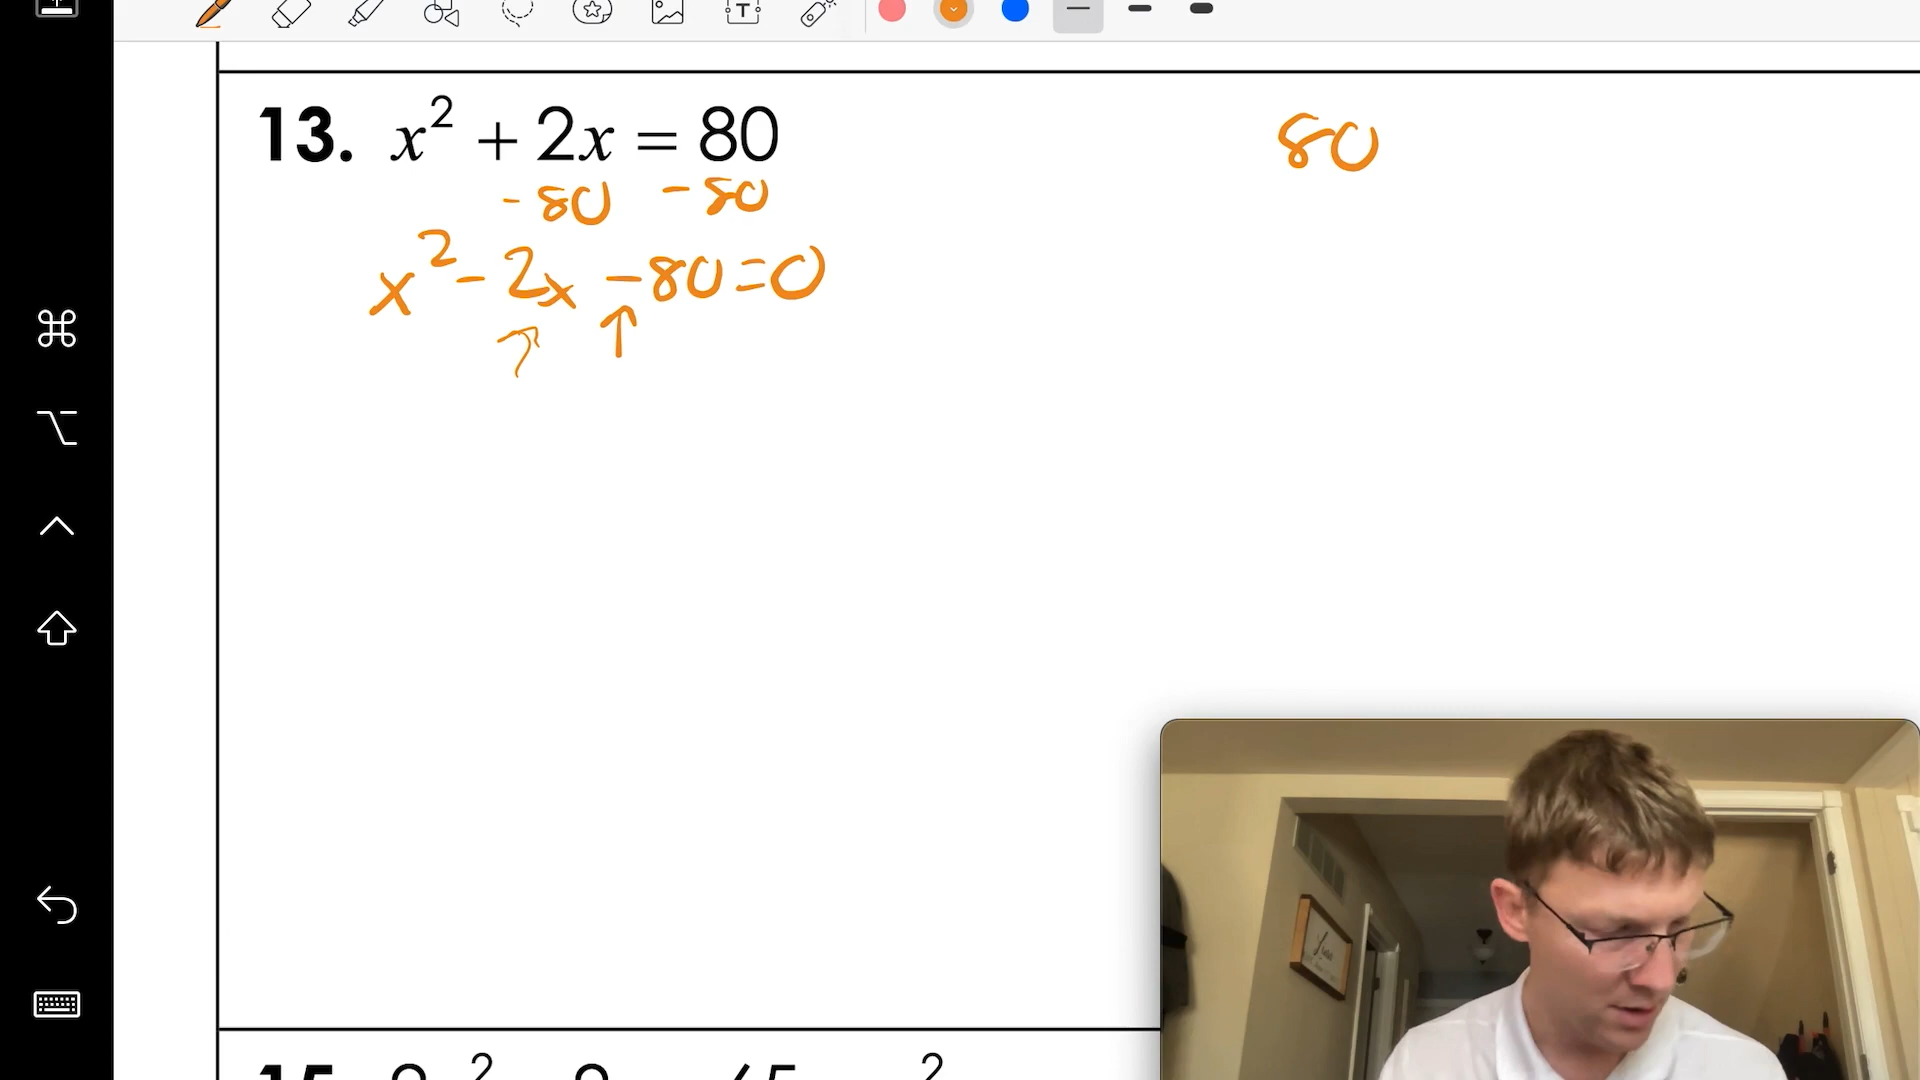 13. x² + 2x = 80
80
- 80 - 80
x² - 2x - 80 = 0